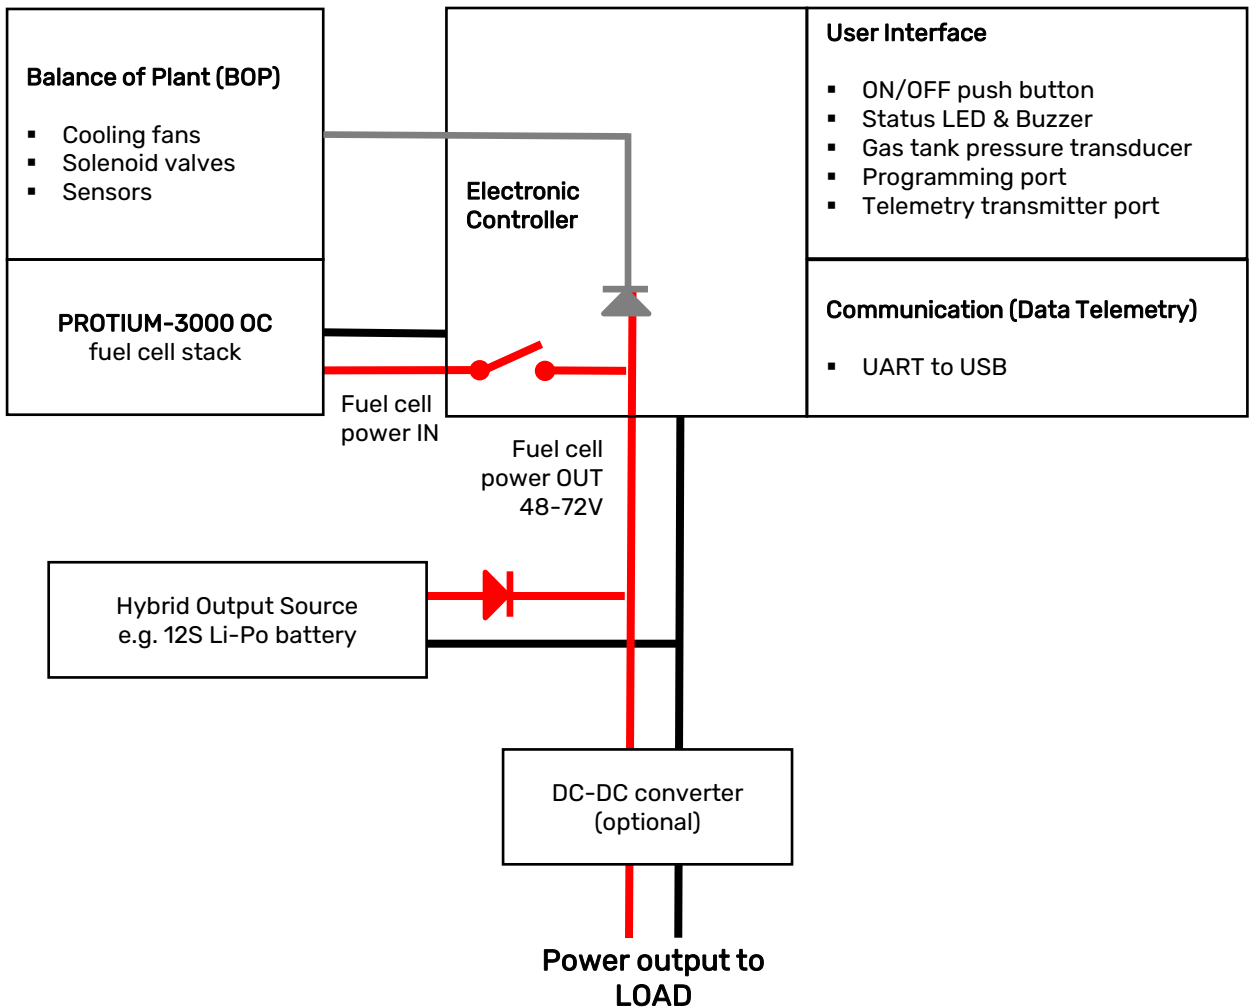 Balance of Plant (BOP)
▪ Cooling fans
▪ Solenoid valves
▪ Sensors
PROTIUM-3000 OC
fuel cell stack
Electronic
Controller
User Interface
▪ ON/OFF push button
▪ Status LED & Buzzer
▪ Gas tank pressure transducer
▪ Programming port
▪ Telemetry transmitter port
Communication (Data Telemetry)
▪ UART to USB
Fuel cell
power IN
Fuel cell
power OUT
48-72V
Hybrid Output Source
e.g. 12S Li-Po battery
DC-DC converter
(optional)
Power output to
LOAD